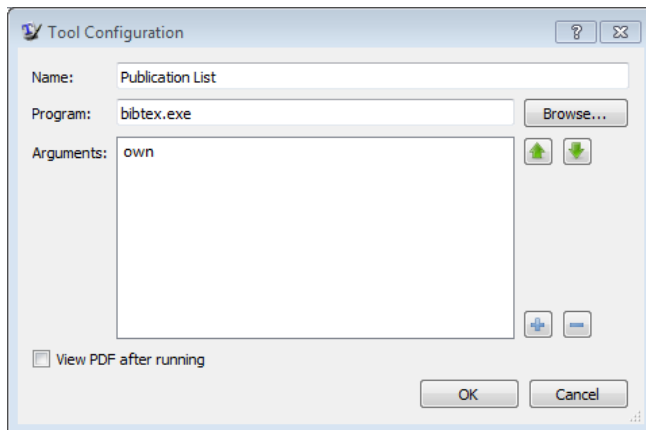 Tool Configuration
Name: Publication List
Program: bibtex.exe Browse...
Arguments: own
View PDF after running
OK Cancel